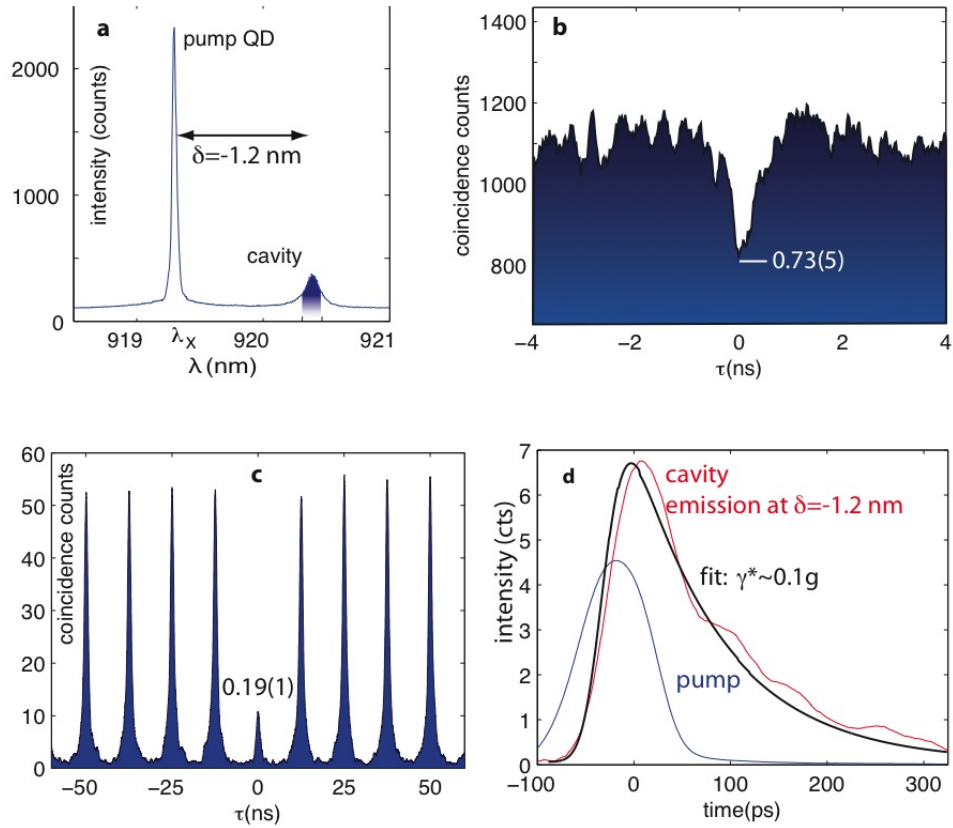 a
pump QD
δ=-1.2 nm
cavity
intensity (counts)
2000
1000
0
919
λx
920
921
λ (nm)
b
coincidence counts
1400
1200
1000
800
0.73(5)
−4
−2
0
2
4
τ(ns)
c
coincidence counts
60
50
40
30
20
10
0
0.19(1)
−50
−25
0
25
50
τ(ns)
d
cavity
emission at δ=-1.2 nm
fit: γ*~0.1g
pump
intensity (cts)
7
6
5
4
3
2
1
0
−100
0
100
200
300
time(ps)